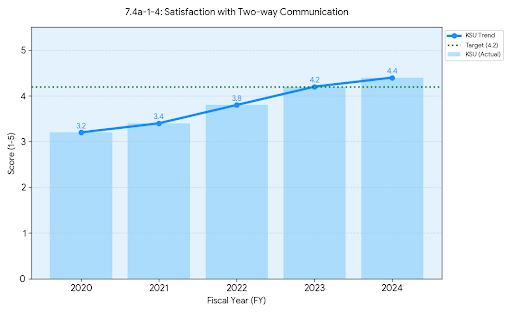 7.4a-1-4: Satisfaction with Two-way Communication
KSU Trend
Target (4.2)
KSU (Actual)
Score (1-5)
5
4
3
2
1
0
3.2
3.4
3.8
4.2
4.4
2020
2021
2022
2023
2024
Fiscal Year (FY)